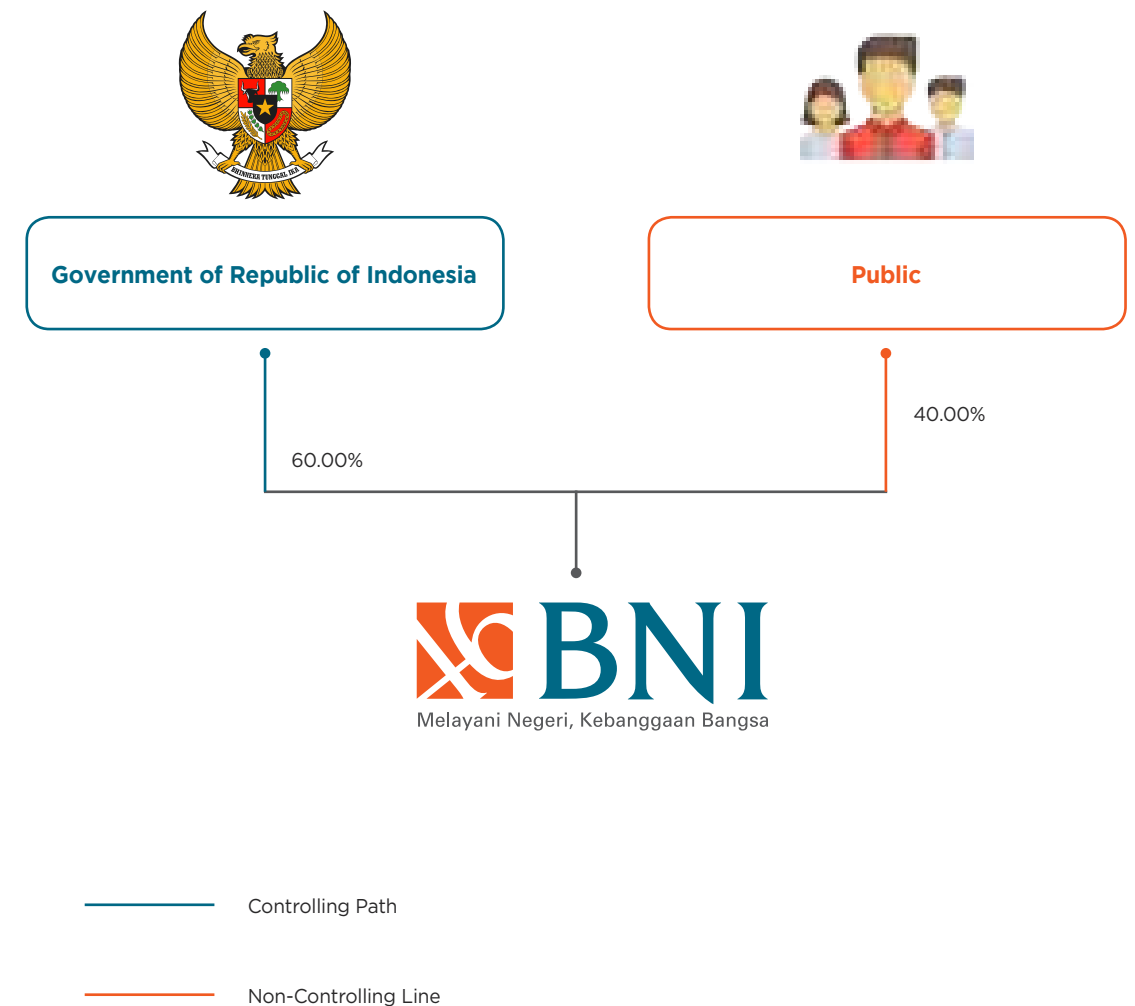 BHINNEKA TUNGGAL IKA
Government of Republic of Indonesia
Public
40.00%
60.00%
BNI
Melayani Negeri, Kebanggaan Bangsa
Controlling Path
Non-Controlling Line